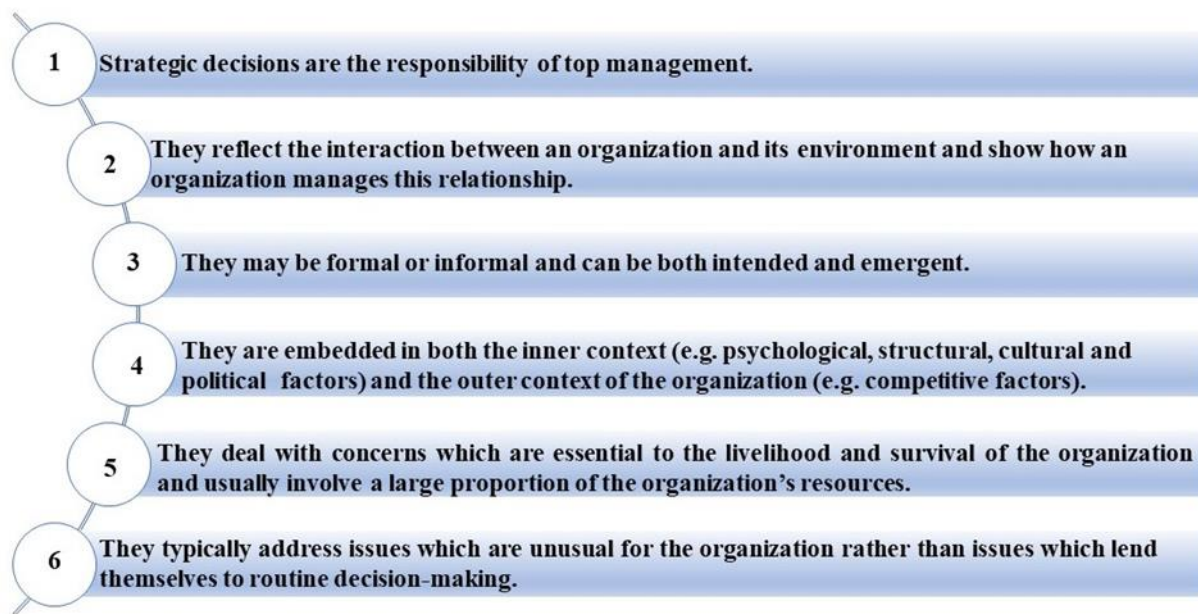 1
Strategic decisions are the responsibility of top management.
2
They reflect the interaction between an organization and its environment and show how an
organization manages this relationship.
3
They may be formal or informal and can be both intended and emergent.
4
They are embedded in both the inner context (e.g. psychological, structural, cultural and
political factors) and the outer context of the organization (e.g. competitive factors).
5
They deal with concerns which are essential to the livelihood and survival of the organization
and usually involve a large proportion of the organization’s resources.
6
They typically address issues which are unusual for the organization rather than issues which lend
themselves to routine decision-making.